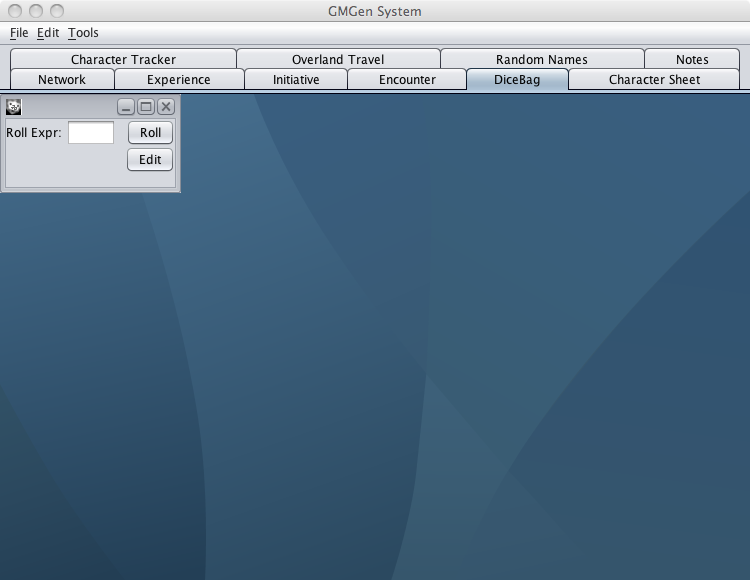 GMGen System
File Edit Tools
Character Tracker Overland Travel Random Names Notes
Network Experience Initiative Encounter DiceBag Character Sheet
Roll Expr: Roll
Edit